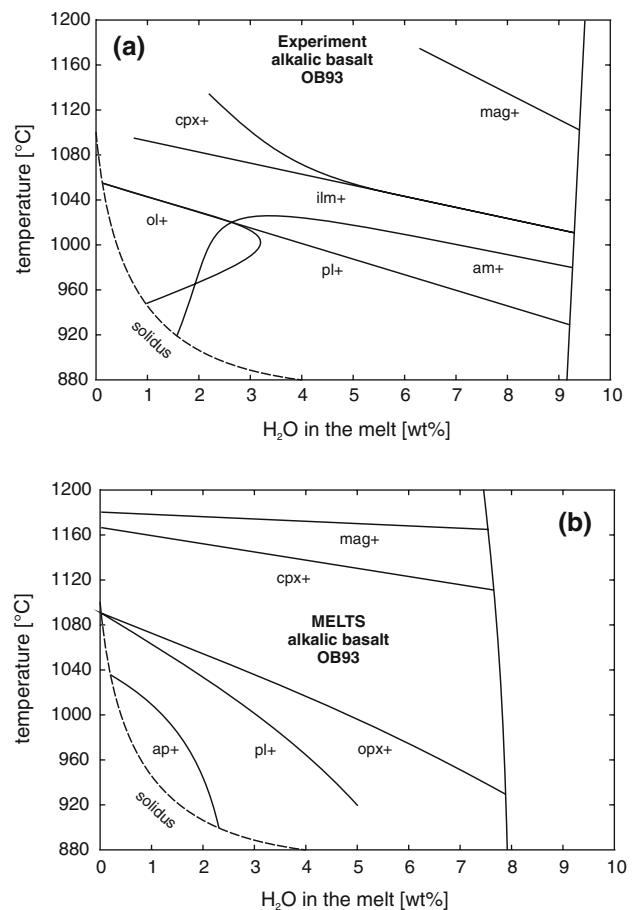 (a)
Experiment
alkalic basalt
OB93
cpx+
mag+
ilm+
ol+
pl+
am+
solidus
temperature [°C]
1200
1160
1120
1080
1040
1000
960
920
880
0 1 2 3 4 5 6 7 8 9 10
H₂O in the melt [wt%]
(b)
mag+
cpx+
MELTS
alkalic basalt
OB93
ap+
pl+
opx+
solidus
temperature [°C]
1200
1160
1120
1080
1040
1000
960
920
880
0 1 2 3 4 5 6 7 8 9 10
H₂O in the melt [wt%]